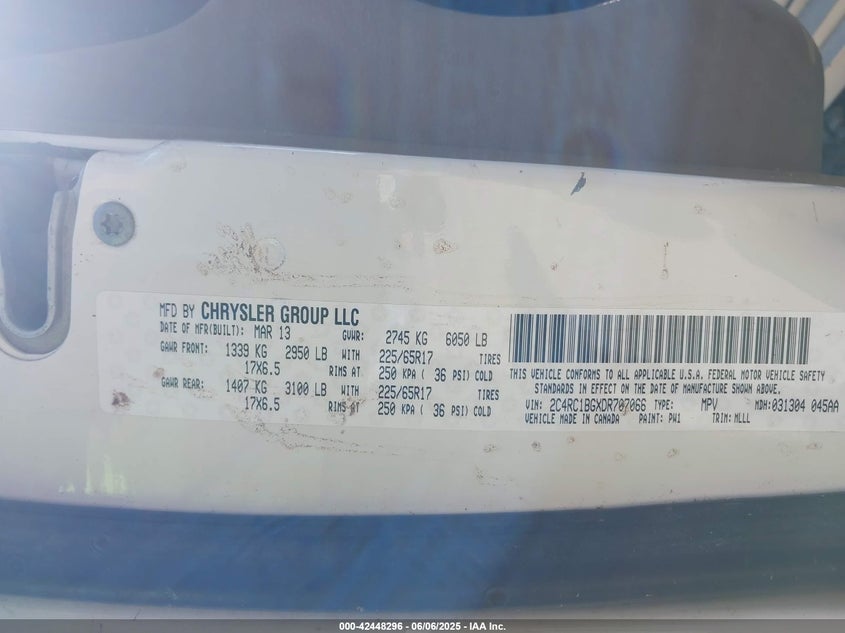 MFD BY CHRYSLER GROUP LLC
DATE OF MFR(BUILT): MAR 13 GVWR: 2745 KG 6050 LB
GAWR FRONT: 1339 KG 2950 LB WITH 225/65R17 TIRES
17X6.5 RIMS AT 250 KPA ( 36 PSI) COLD
GAWR REAR: 1407 KG 3100 LB WITH 225/65R17 TIRES
17X6.5 RIMS AT 250 KPA ( 36 PSI) COLD
THIS VEHICLE CONFORMS TO ALL APPLICABLE U.S.A. FEDERAL MOTOR VEHICLE SAFETY
STANDARDS IN EFFECT ON THE DATE OF MANUFACTURE SHOWN ABOVE.
VIN: 2C4RC1BGXDR707066 TYPE: MPV MDH: 031304 045AA
VEHICLE MADE IN CANADA PAINT: PW1 TRIM: MLLL
000-42448296 - 06/06/2025 - IAA Inc.